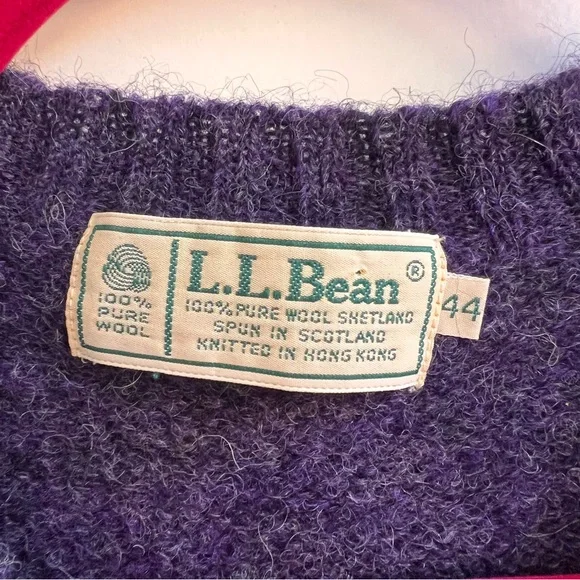 100%
PURE
WOOL
L.L.Bean®
100% PURE WOOL SHETLAND
SPUN IN SCOTLAND
KNITTED IN HONG KONG
44